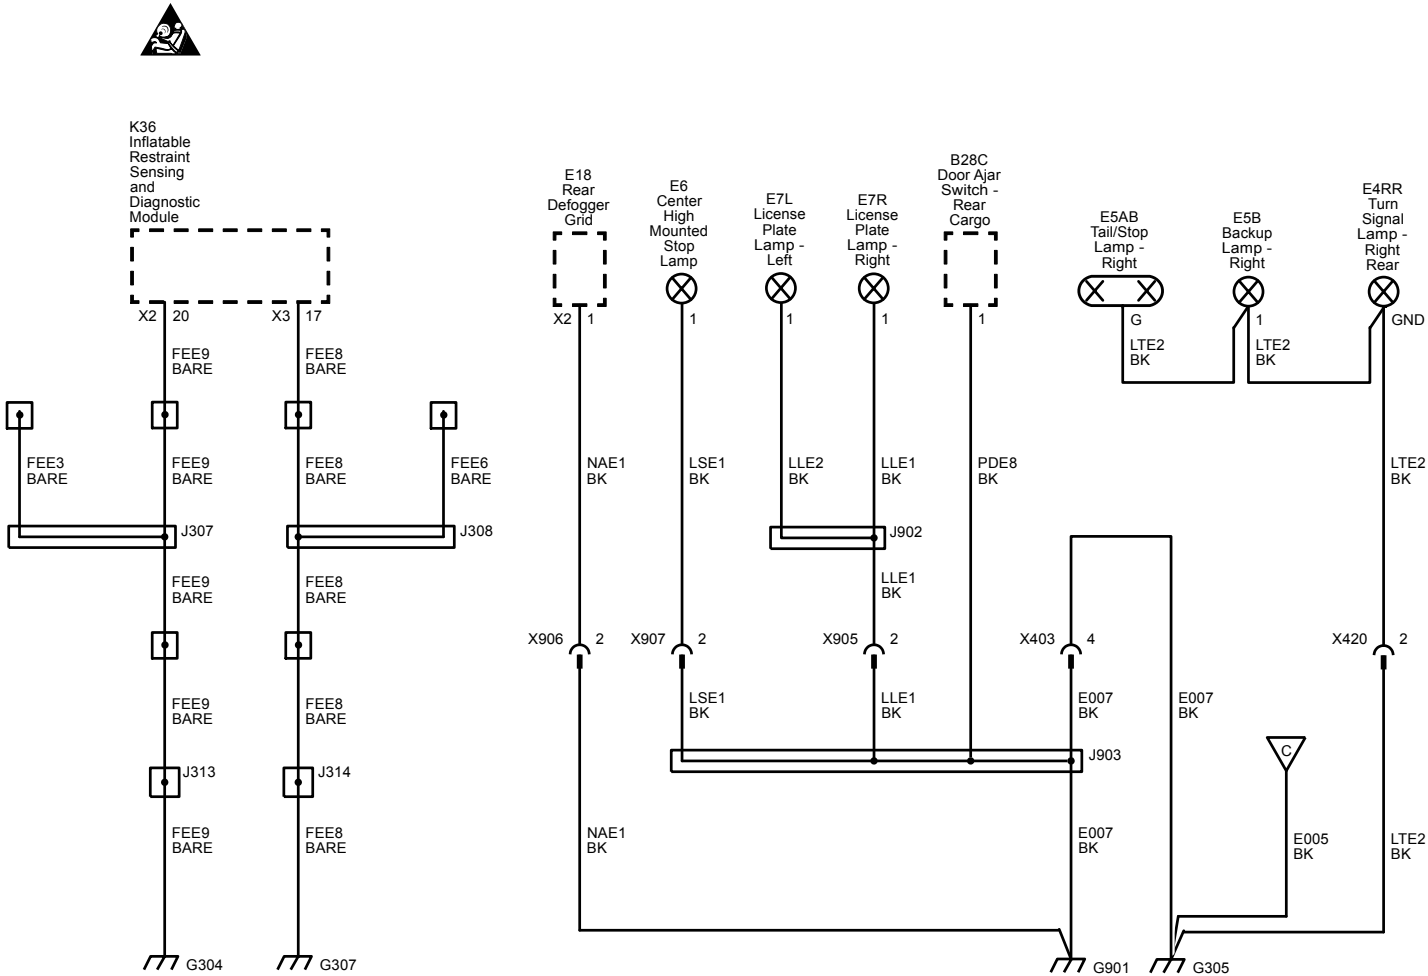 K36
Inflatable
Restraint
Sensing
and
Diagnostic
Module
E18
Rear
Defogger
Grid
E6
Center
High
Mounted
Stop
Lamp
E7L
License
Plate
Lamp -
Left
E7R
License
Plate
Lamp -
Right
B28C
Door Ajar
Switch -
Rear
Cargo
E5AB
Tail/Stop
Lamp -
Right
E5B
Backup
Lamp -
Right
E4RR
Turn
Signal
Lamp -
Right
Rear
X2 20
X3 17
X2 1
1
1
1
1
G
1
GND
FEE9
BARE
FEE8
BARE
LTE2
BK
LTE2
BK
FEE3
BARE
FEE9
BARE
FEE8
BARE
FEE6
BARE
NAE1
BK
LSE1
BK
LLE2
BK
LLE1
BK
PDE8
BK
LTE2
BK
J307
J308
J902
FEE9
BARE
FEE8
BARE
LLE1
BK
X906 2
X907 2
X905 2
X403 4
X420 2
FEE9
BARE
FEE8
BARE
LSE1
BK
LLE1
BK
E007
BK
E007
BK
C
J903
J313
J314
FEE9
BARE
FEE8
BARE
NAE1
BK
E007
BK
E005
BK
LTE2
BK
G304
G307
G901
G305